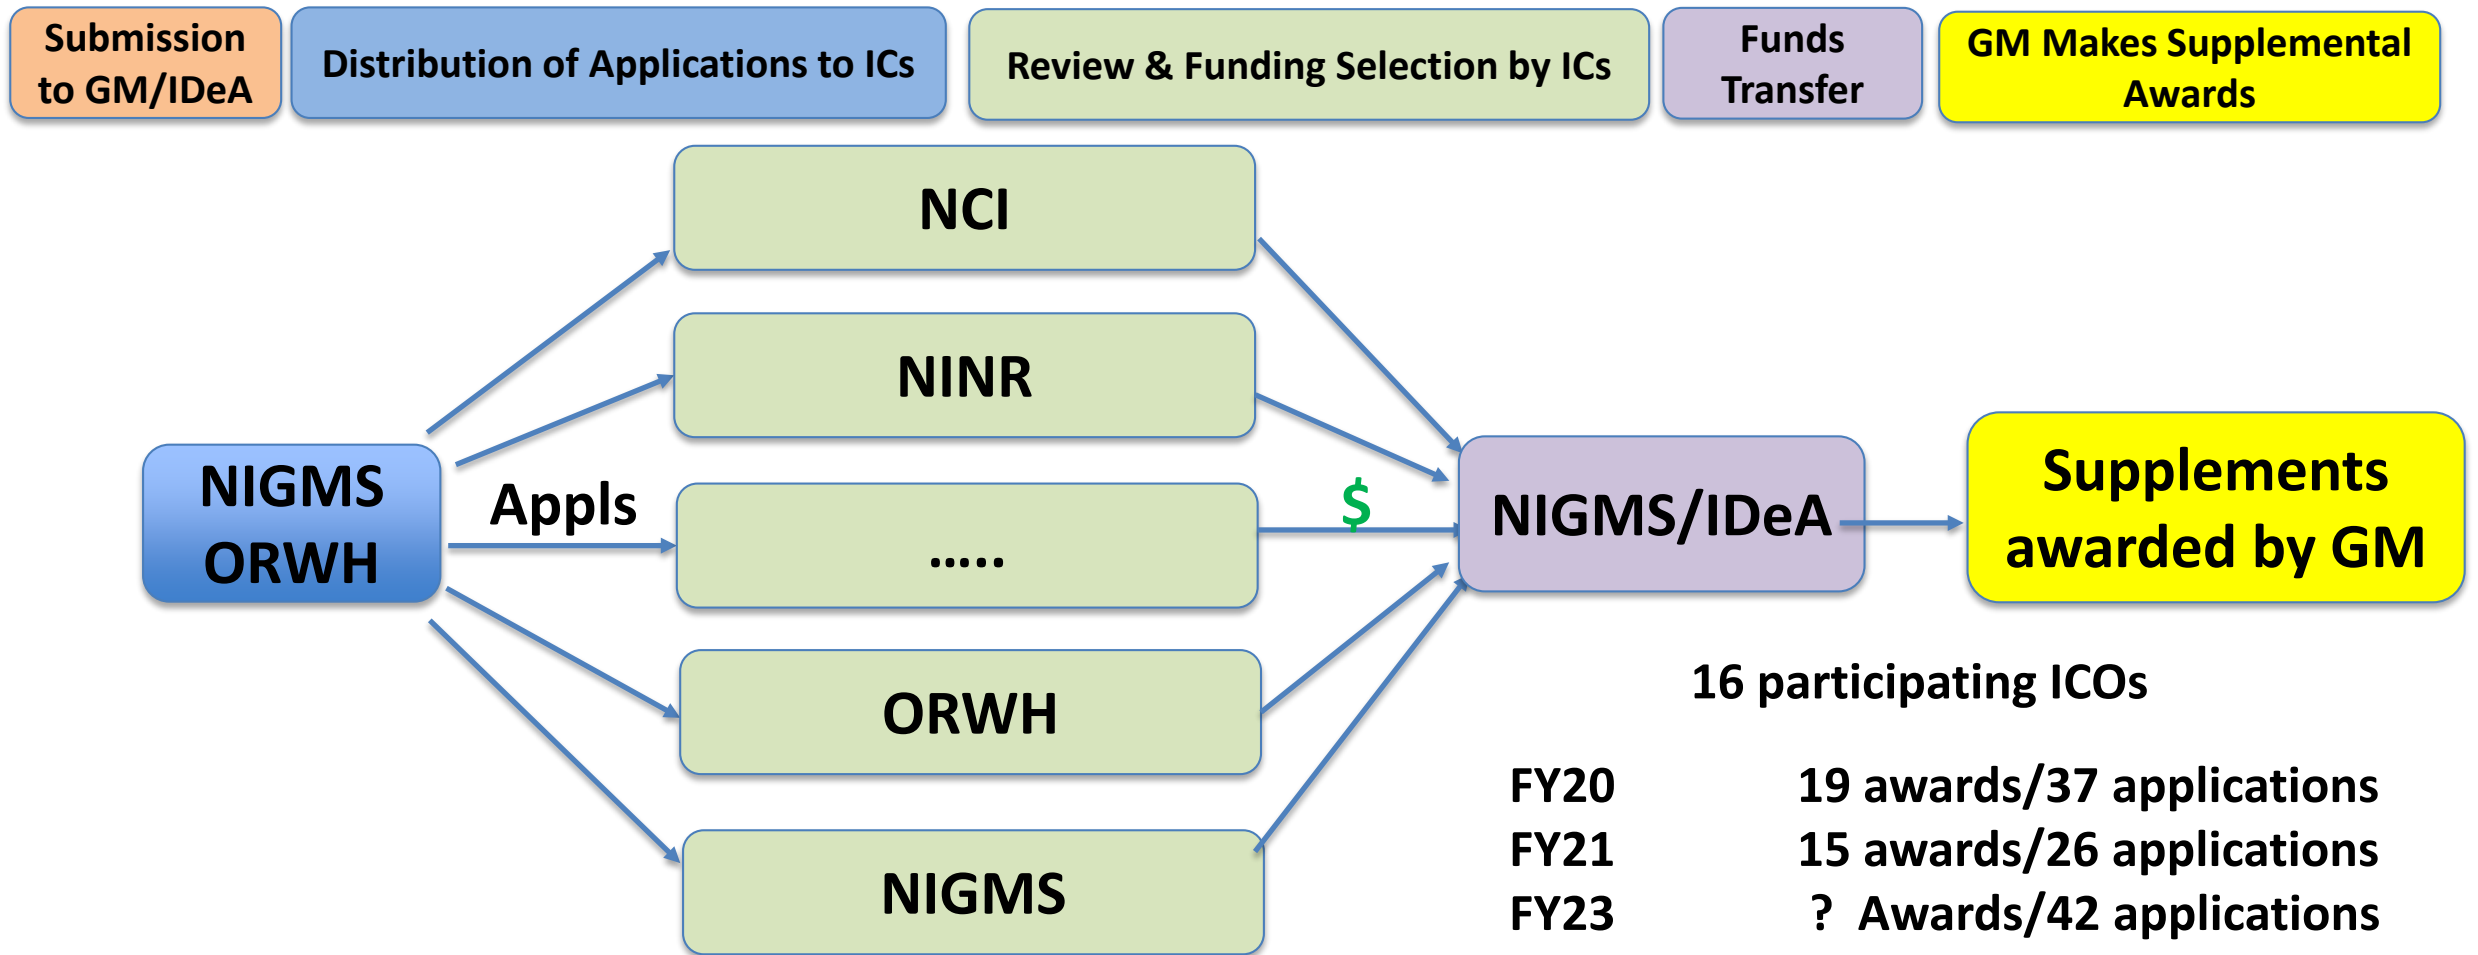 Submission
to GM/IDeA
Distribution of Applications to ICs
Review & Funding Selection by ICs
Funds
Transfer
GM Makes Supplemental
Awards
NCI
NINR
NIGMS
ORWH
Appls
.....
$
NIGMS/IDeA
Supplements
awarded by GM
ORWH
NIGMS
16 participating ICOs
FY20 19 awards/37 applications
FY21 15 awards/26 applications
FY23 ? Awards/42 applications